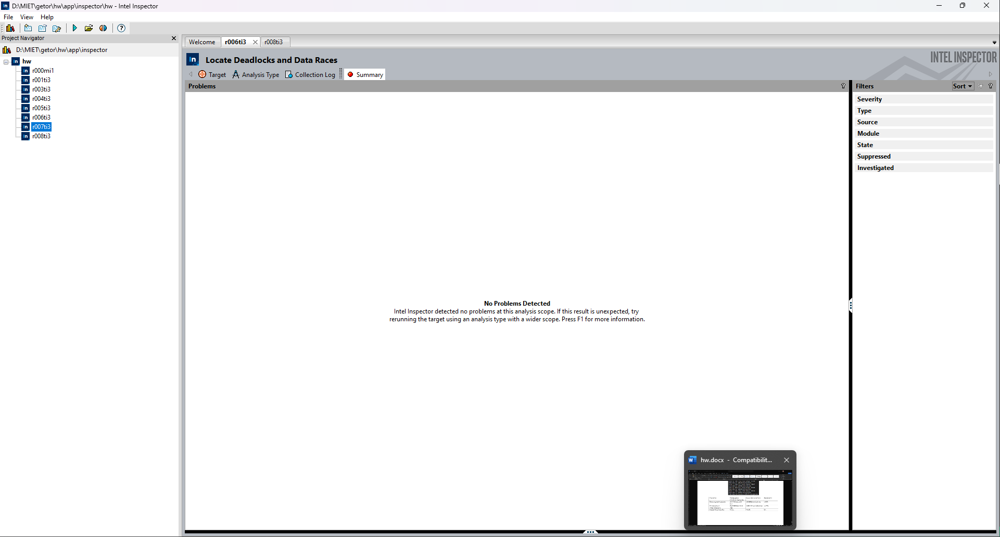 D:\MIET\getor\hw\app\inspector\hw - Intel Inspector
File View Help
Project Navigator
D:\MIET\getor\hw\app\inspector
hw
r000mi1
r001ti3
r003ti3
r004ti3
r005ti3
r006ti3
r007ti3
r008ti3
Welcome r006ti3 r008ti3
Locate Deadlocks and Data Races
INTEL INSPECTOR
Target Analysis Type Collection Log Summary
Problems
No Problems Detected
Intel Inspector detected no problems at this analysis scope. If this result is unexpected, try
rerunning the target using an analysis type with a wider scope. Press F1 for more information.
Filters Sort
Severity
Type
Source
Module
State
Suppressed
Investigated
hw.docx - Compatibilit...